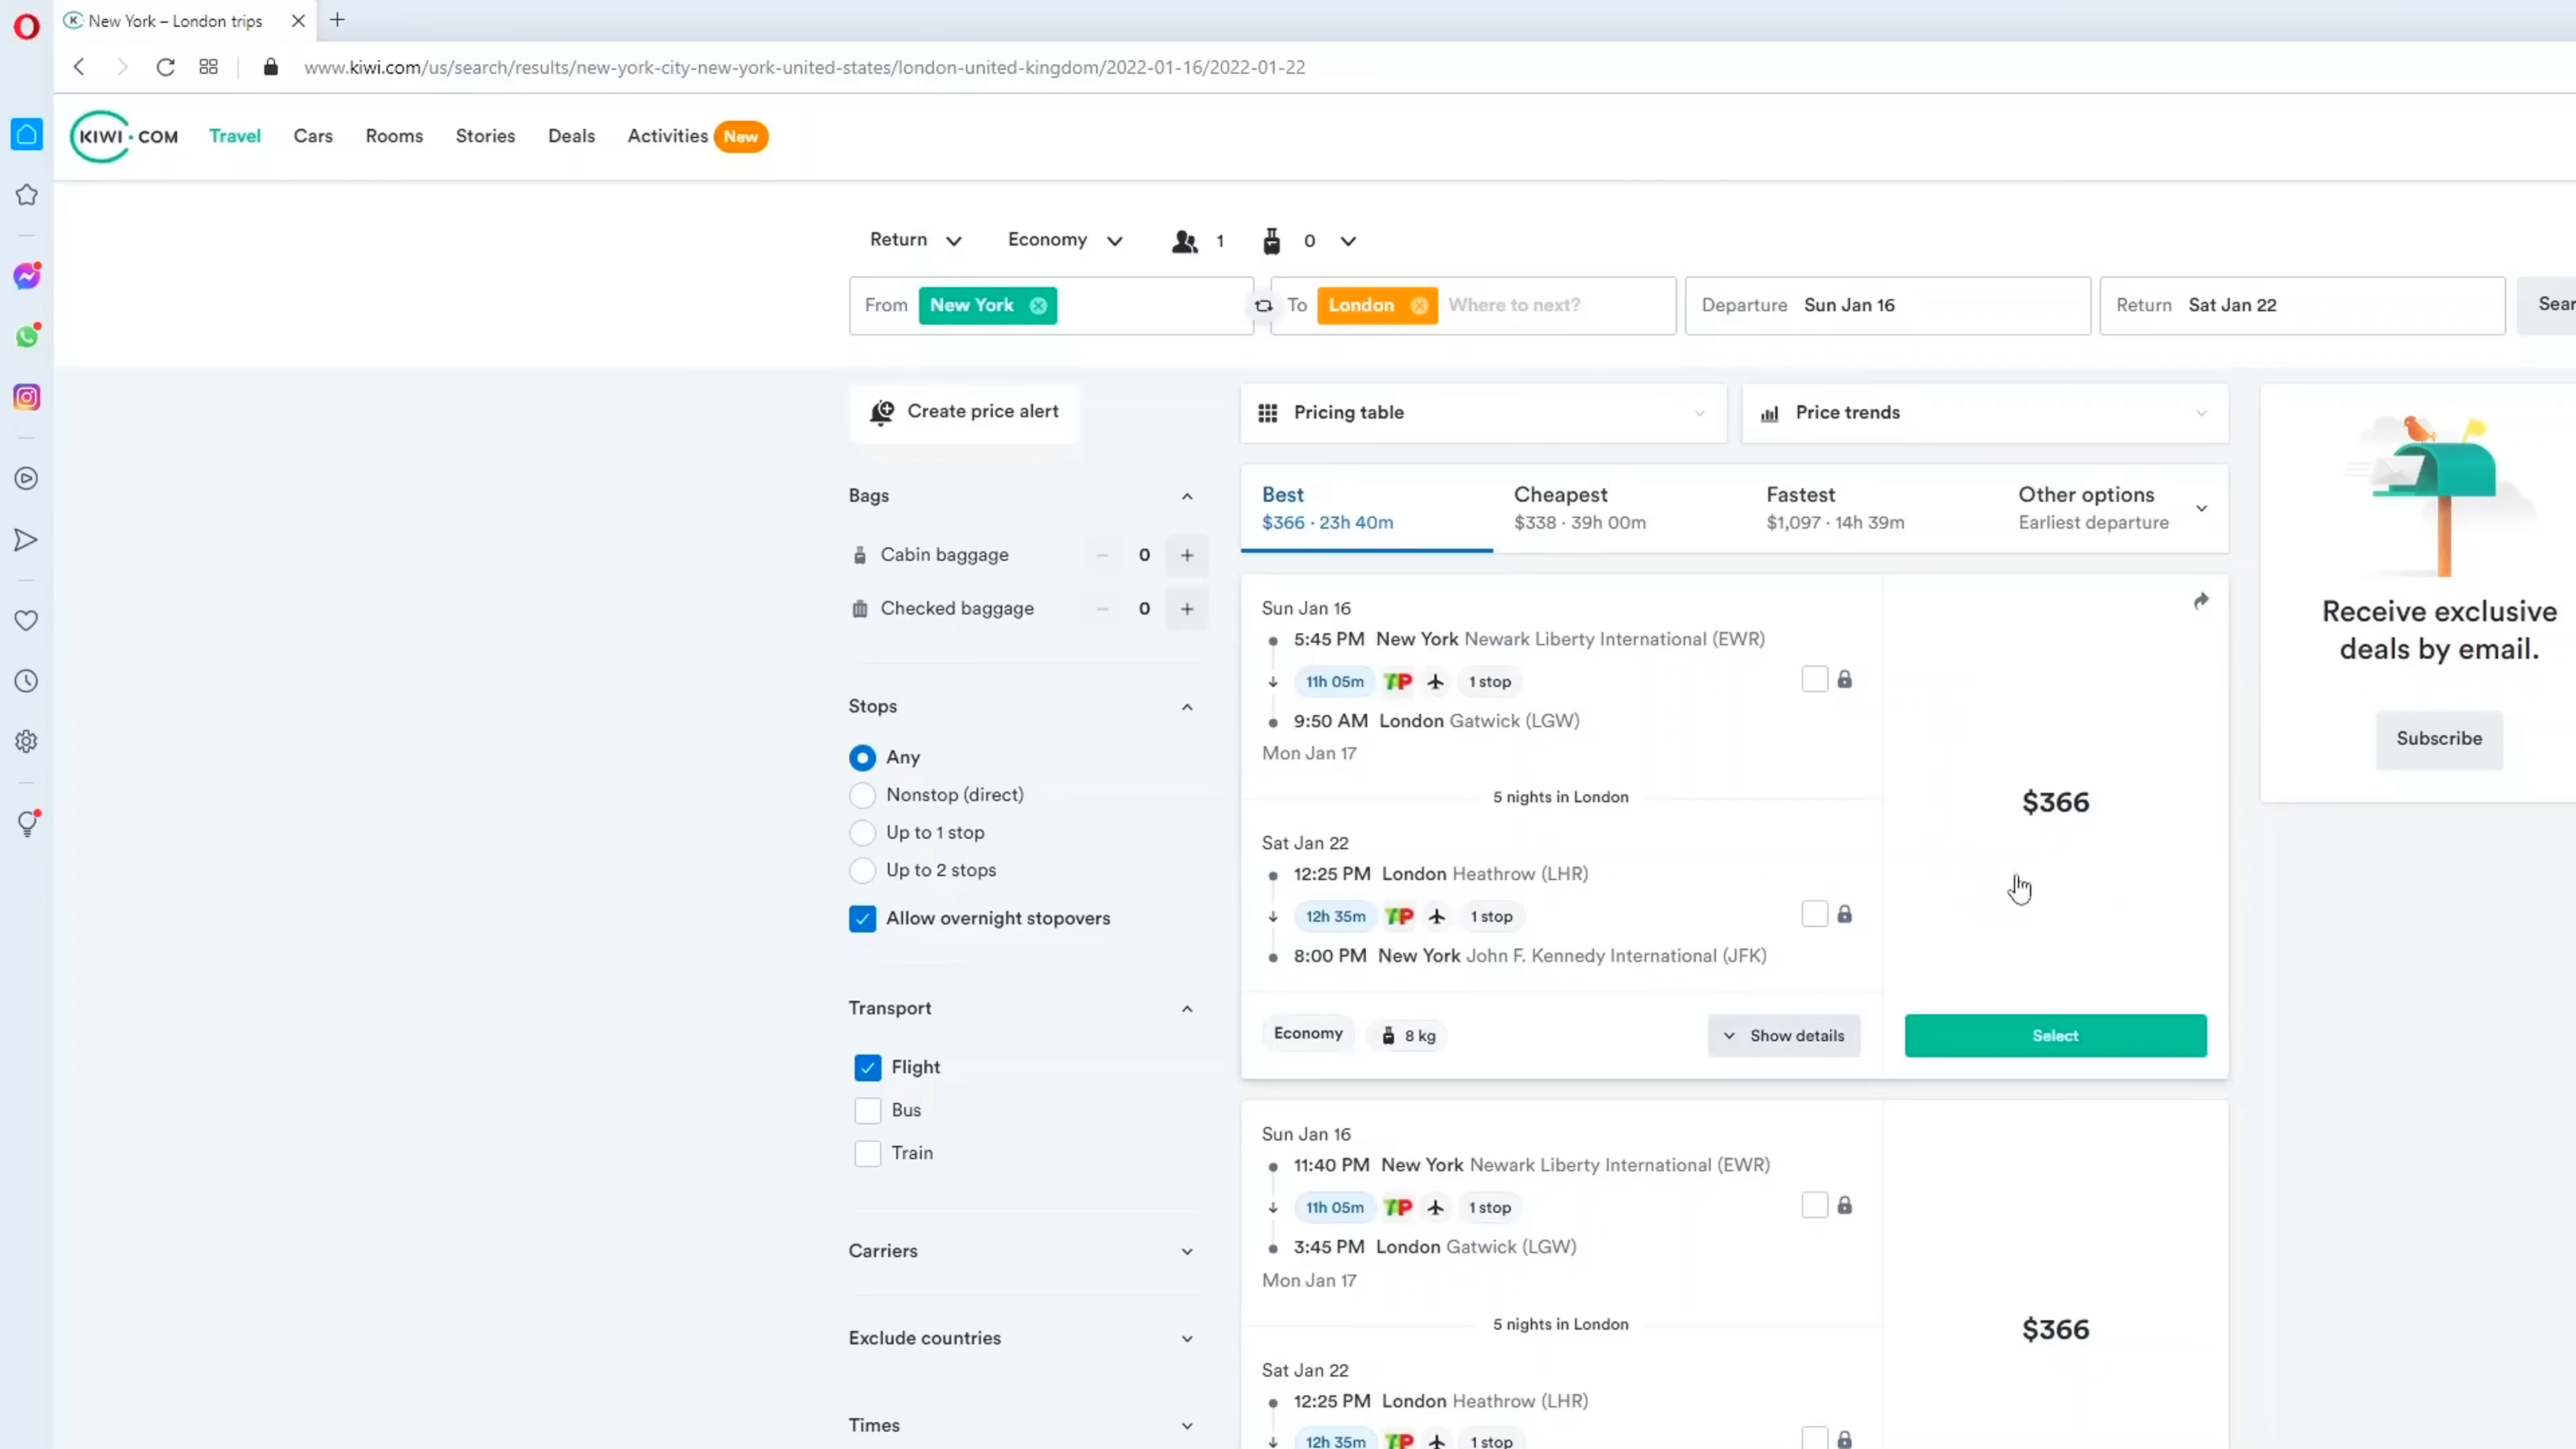 New York – London trips
www.kiwi.com/us/search/results/new-york-city-new-york-united-states/london-united-kingdom/2022-01-16/2022-01-22
KIWI.COM Travel Cars Rooms Stories Deals Activities New
Return Economy 1 0
From New York To London Where to next? Departure Sun Jan 16 Return Sat Jan 22
Create price alert
Pricing table
Price trends
Bags
Cabin baggage 0 +
Checked baggage 0 +
Stops
Any
Nonstop (direct)
Up to 1 stop
Up to 2 stops
Allow overnight stopovers
Transport
Flight
Bus
Train
Carriers
Exclude countries
Times
Best
$366 · 23h 40m
Cheapest
$338 · 39h 00m
Fastest
$1,097 · 14h 39m
Other options
Earliest departure
Sun Jan 16
5:45 PM New York Newark Liberty International (EWR)
11h 05m TP 1 stop
9:50 AM London Gatwick (LGW)
Mon Jan 17
5 nights in London
Sat Jan 22
12:25 PM London Heathrow (LHR)
12h 35m TP 1 stop
8:00 PM New York John F. Kennedy International (JFK)
Economy 8 kg Show details
$366
Select
Sun Jan 16
11:40 PM New York Newark Liberty International (EWR)
11h 05m TP 1 stop
3:45 PM London Gatwick (LGW)
Mon Jan 17
5 nights in London
Sat Jan 22
12:25 PM London Heathrow (LHR)
12h 35m TP 1 stop
$366
Receive exclusive
deals by email.
Subscribe